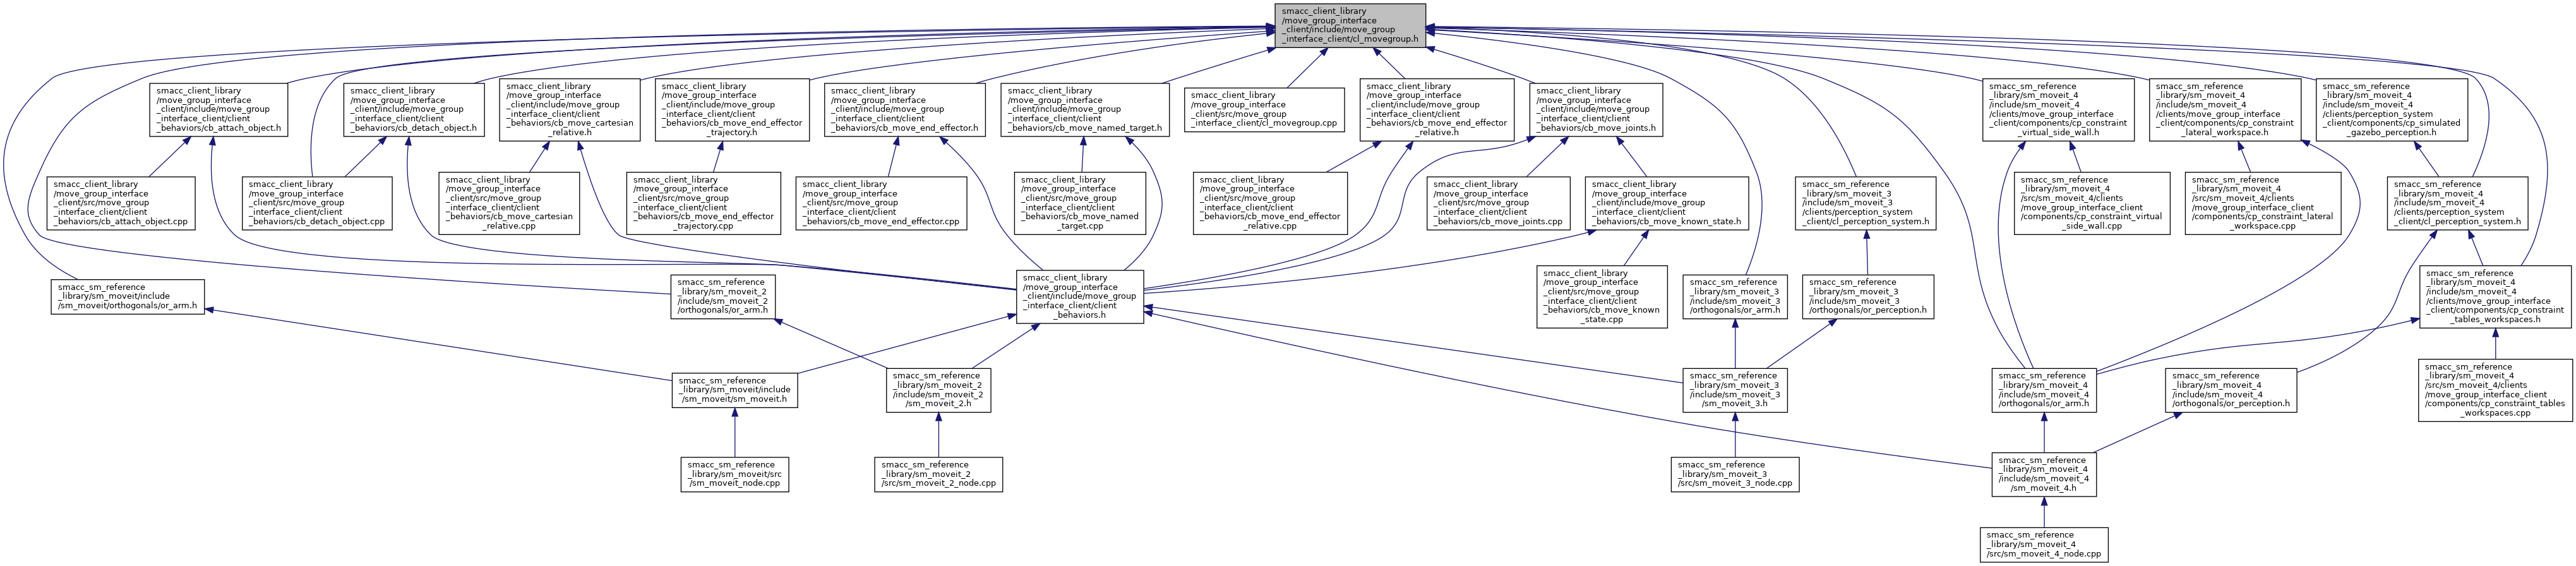 smacc_client_library
/move_group_interface
_client/include/move_group
_interface_client/cl_movegroup.h
smacc_client_library
/move_group_interface
_client/include/move_group
_interface_client/client
_behaviors/cb_attach_object.h
smacc_client_library
/move_group_interface
_client/include/move_group
_interface_client/client
_behaviors/cb_detach_object.h
smacc_client_library
/move_group_interface
_client/include/move_group
_interface_client/client
_behaviors/cb_move_cartesian
_relative.h
smacc_client_library
/move_group_interface
_client/include/move_group
_interface_client/client
_behaviors/cb_move_end_effector
_trajectory.h
smacc_client_library
/move_group_interface
_client/include/move_group
_interface_client/client
_behaviors/cb_move_end_effector.h
smacc_client_library
/move_group_interface
_client/include/move_group
_interface_client/client
_behaviors/cb_move_named_target.h
smacc_client_library
/move_group_interface
_client/src/move_group
_interface_client/cl_movegroup.cpp
smacc_client_library
/move_group_interface
_client/include/move_group
_interface_client/client
_behaviors/cb_move_end_effector
_relative.h
smacc_client_library
/move_group_interface
_client/include/move_group
_interface_client/client
_behaviors/cb_move_joints.h
smacc_sm_reference
_library/sm_moveit_4
/include/sm_moveit_4
/clients/move_group_interface
_client/components/cp_constraint
_virtual_side_wall.h
smacc_sm_reference
_library/sm_moveit_4
/include/sm_moveit_4
/clients/move_group_interface
_client/components/cp_constraint
_lateral_workspace.h
smacc_sm_reference
_library/sm_moveit_4
/include/sm_moveit_4
/clients/perception_system
_client/components/cp_simulated
_gazebo_perception.h
smacc_client_library
/move_group_interface
_client/src/move_group
_interface_client/client
_behaviors/cb_attach_object.cpp
smacc_client_library
/move_group_interface
_client/src/move_group
_interface_client/client
_behaviors/cb_detach_object.cpp
smacc_client_library
/move_group_interface
_client/src/move_group
_interface_client/client
_behaviors/cb_move_cartesian
_relative.cpp
smacc_client_library
/move_group_interface
_client/src/move_group
_interface_client/client
_behaviors/cb_move_end_effector
_trajectory.cpp
smacc_client_library
/move_group_interface
_client/src/move_group
_interface_client/client
_behaviors/cb_move_end_effector.cpp
smacc_client_library
/move_group_interface
_client/src/move_group
_interface_client/client
_behaviors/cb_move_named
_target.cpp
smacc_client_library
/move_group_interface
_client/src/move_group
_interface_client/client
_behaviors/cb_move_end_effector
_relative.cpp
smacc_client_library
/move_group_interface
_client/src/move_group
_interface_client/client
_behaviors/cb_move_joints.cpp
smacc_client_library
/move_group_interface
_client/include/move_group
_interface_client/client
_behaviors/cb_move_known_state.h
smacc_sm_reference
_library/sm_moveit_3
/include/sm_moveit_3
/clients/perception_system
_client/cl_perception_system.h
smacc_sm_reference
_library/sm_moveit_4
/src/sm_moveit_4/clients
/move_group_interface_client
/components/cp_constraint_virtual
_side_wall.cpp
smacc_sm_reference
_library/sm_moveit_4
/src/sm_moveit_4/clients
/move_group_interface_client
/components/cp_constraint_lateral
_workspace.cpp
smacc_sm_reference
_library/sm_moveit_4
/include/sm_moveit_4
/clients/perception_system
_client/cl_perception_system.h
smacc_sm_reference
_library/sm_moveit/include
/sm_moveit/orthogonals/or_arm.h
smacc_sm_reference
_library/sm_moveit_2
/include/sm_moveit_2
/orthogonals/or_arm.h
smacc_client_library
/move_group_interface
_client/include/move_group
_interface_client/client
_behaviors.h
smacc_client_library
/move_group_interface
_client/src/move_group
_interface_client/client
_behaviors/cb_move_known
_state.cpp
smacc_sm_reference
_library/sm_moveit_3
/include/sm_moveit_3
/orthogonals/or_arm.h
smacc_sm_reference
_library/sm_moveit_3
/include/sm_moveit_3
/orthogonals/or_perception.h
smacc_sm_reference
_library/sm_moveit_4
/include/sm_moveit_4
/clients/move_group_interface
_client/components/cp_constraint
_tables_workspaces.h
smacc_sm_reference
_library/sm_moveit/include
/sm_moveit/sm_moveit.h
smacc_sm_reference
_library/sm_moveit_2
/include/sm_moveit_2
/sm_moveit_2.h
smacc_sm_reference
_library/sm_moveit_3
/include/sm_moveit_3
/sm_moveit_3.h
smacc_sm_reference
_library/sm_moveit_4
/include/sm_moveit_4
/orthogonals/or_arm.h
smacc_sm_reference
_library/sm_moveit_4
/include/sm_moveit_4
/orthogonals/or_perception.h
smacc_sm_reference
_library/sm_moveit_4
/src/sm_moveit_4/clients
/move_group_interface_client
/components/cp_constraint_tables
_workspaces.cpp
smacc_sm_reference
_library/sm_moveit/src
/sm_moveit_node.cpp
smacc_sm_reference
_library/sm_moveit_2
/src/sm_moveit_2_node.cpp
smacc_sm_reference
_library/sm_moveit_3
/src/sm_moveit_3_node.cpp
smacc_sm_reference
_library/sm_moveit_4
/include/sm_moveit_4
/sm_moveit_4.h
smacc_sm_reference
_library/sm_moveit_4
/src/sm_moveit_4_node.cpp